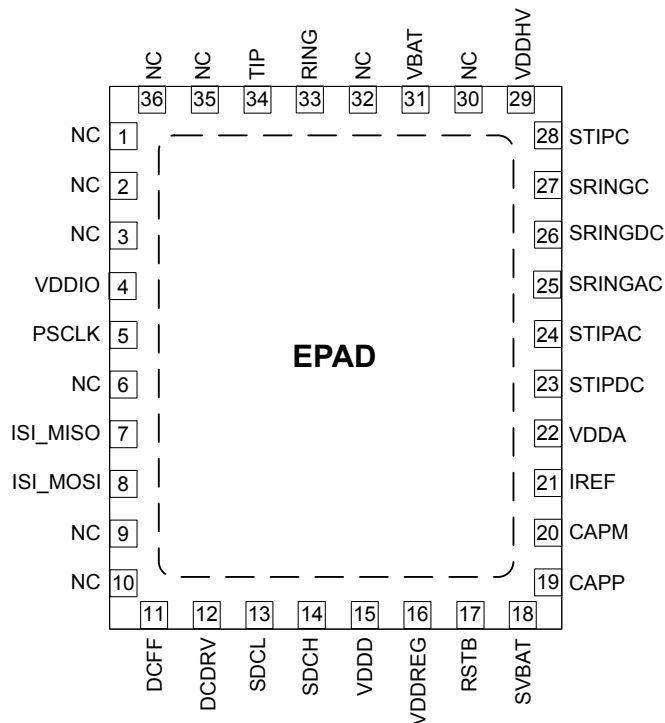 NC
NC
TIP
RING
NC
VBAT
NC
VDDHV
36 35 34 33 32 31 30 29
NC 1
NC 2
NC 3
VDDIO 4
PSCLK 5
NC 6
ISI_MISO 7
ISI_MOSI 8
NC 9
NC 10
EPAD
28 STIPC
27 SRINGC
26 SRINGDC
25 SRINGAC
24 STIPAC
23 STIPDC
22 VDDA
21 IREF
20 CAPM
19 CAPP
11 12 13 14 15 16 17 18
DCFF
DCDRV
SDCL
SDCH
VDDD
VDDREG
RSTB
SVBAT